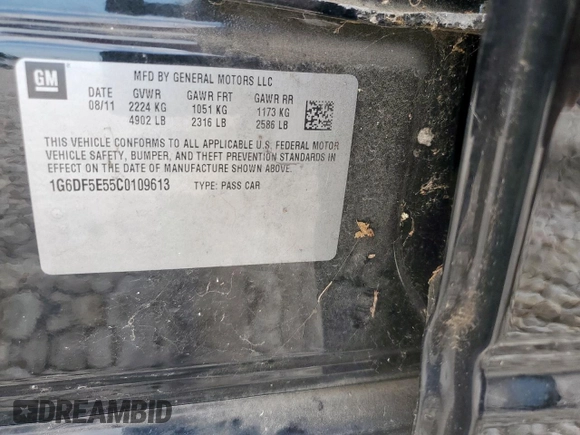 GM
MFD BY GENERAL MOTORS LLC
DATE GVWR GAWR FRT GAWR RR
08/11 2224 KG 1051 KG 1173 KG
4902 LB 2316 LB 2586 LB
THIS VEHICLE CONFORMS TO ALL APPLICABLE U.S. FEDERAL MOTOR
VEHICLE SAFETY, BUMPER, AND THEFT PREVENTION STANDARDS IN
EFFECT ON THE DATE OF MANUFACTURE SHOWN ABOVE.
1G6DF5E55C0109613 TYPE: PASS CAR
DREAMBID